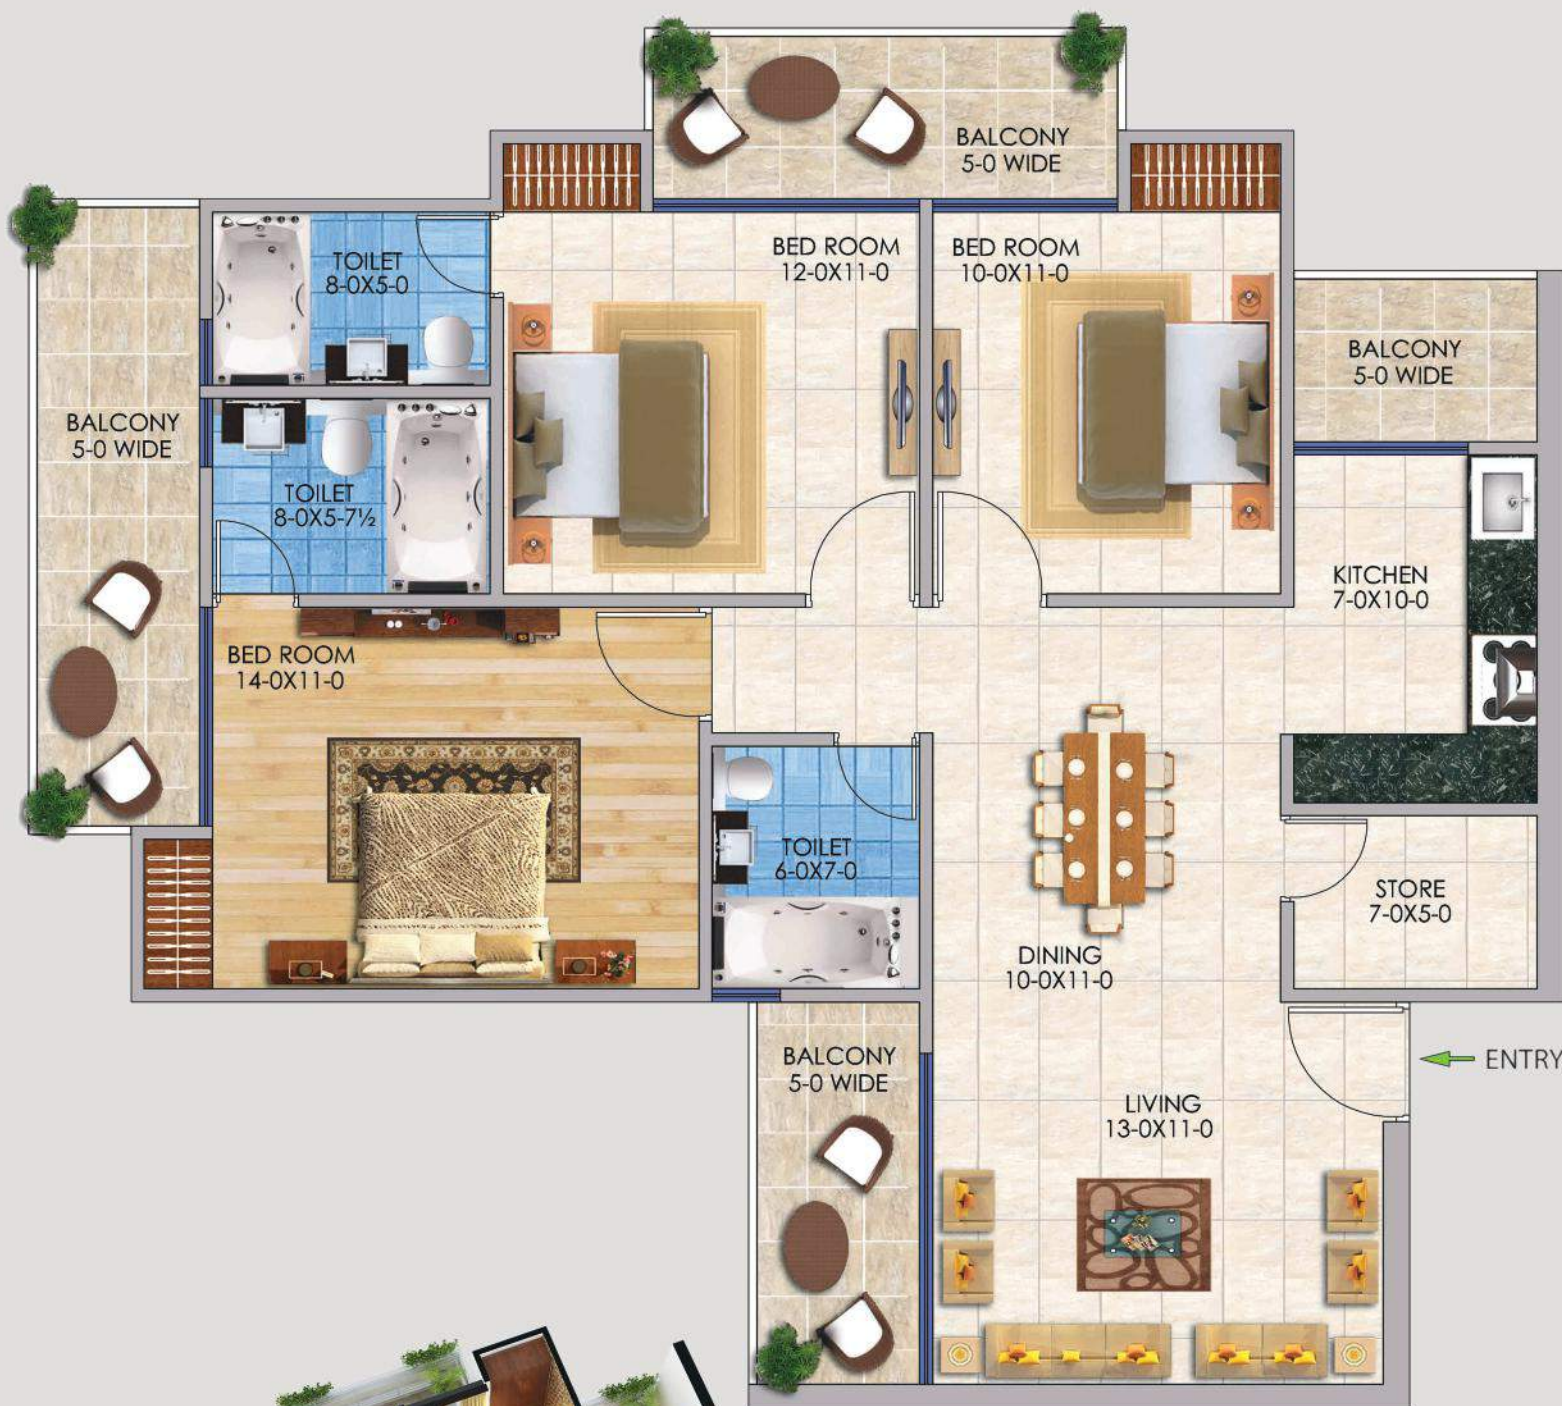 BALCONY
5-0 WIDE
TOILET
8-0X5-0
BED ROOM
12-0X11-0
BED ROOM
10-0X11-0
BALCONY
5-0 WIDE
BALCONY
5-0 WIDE
TOILET
8-0X5-7½
KITCHEN
7-0X10-0
BED ROOM
14-0X11-0
TOILET
6-0X7-0
STORE
7-0X5-0
DINING
10-0X11-0
BALCONY
5-0 WIDE
ENTRY
LIVING
13-0X11-0